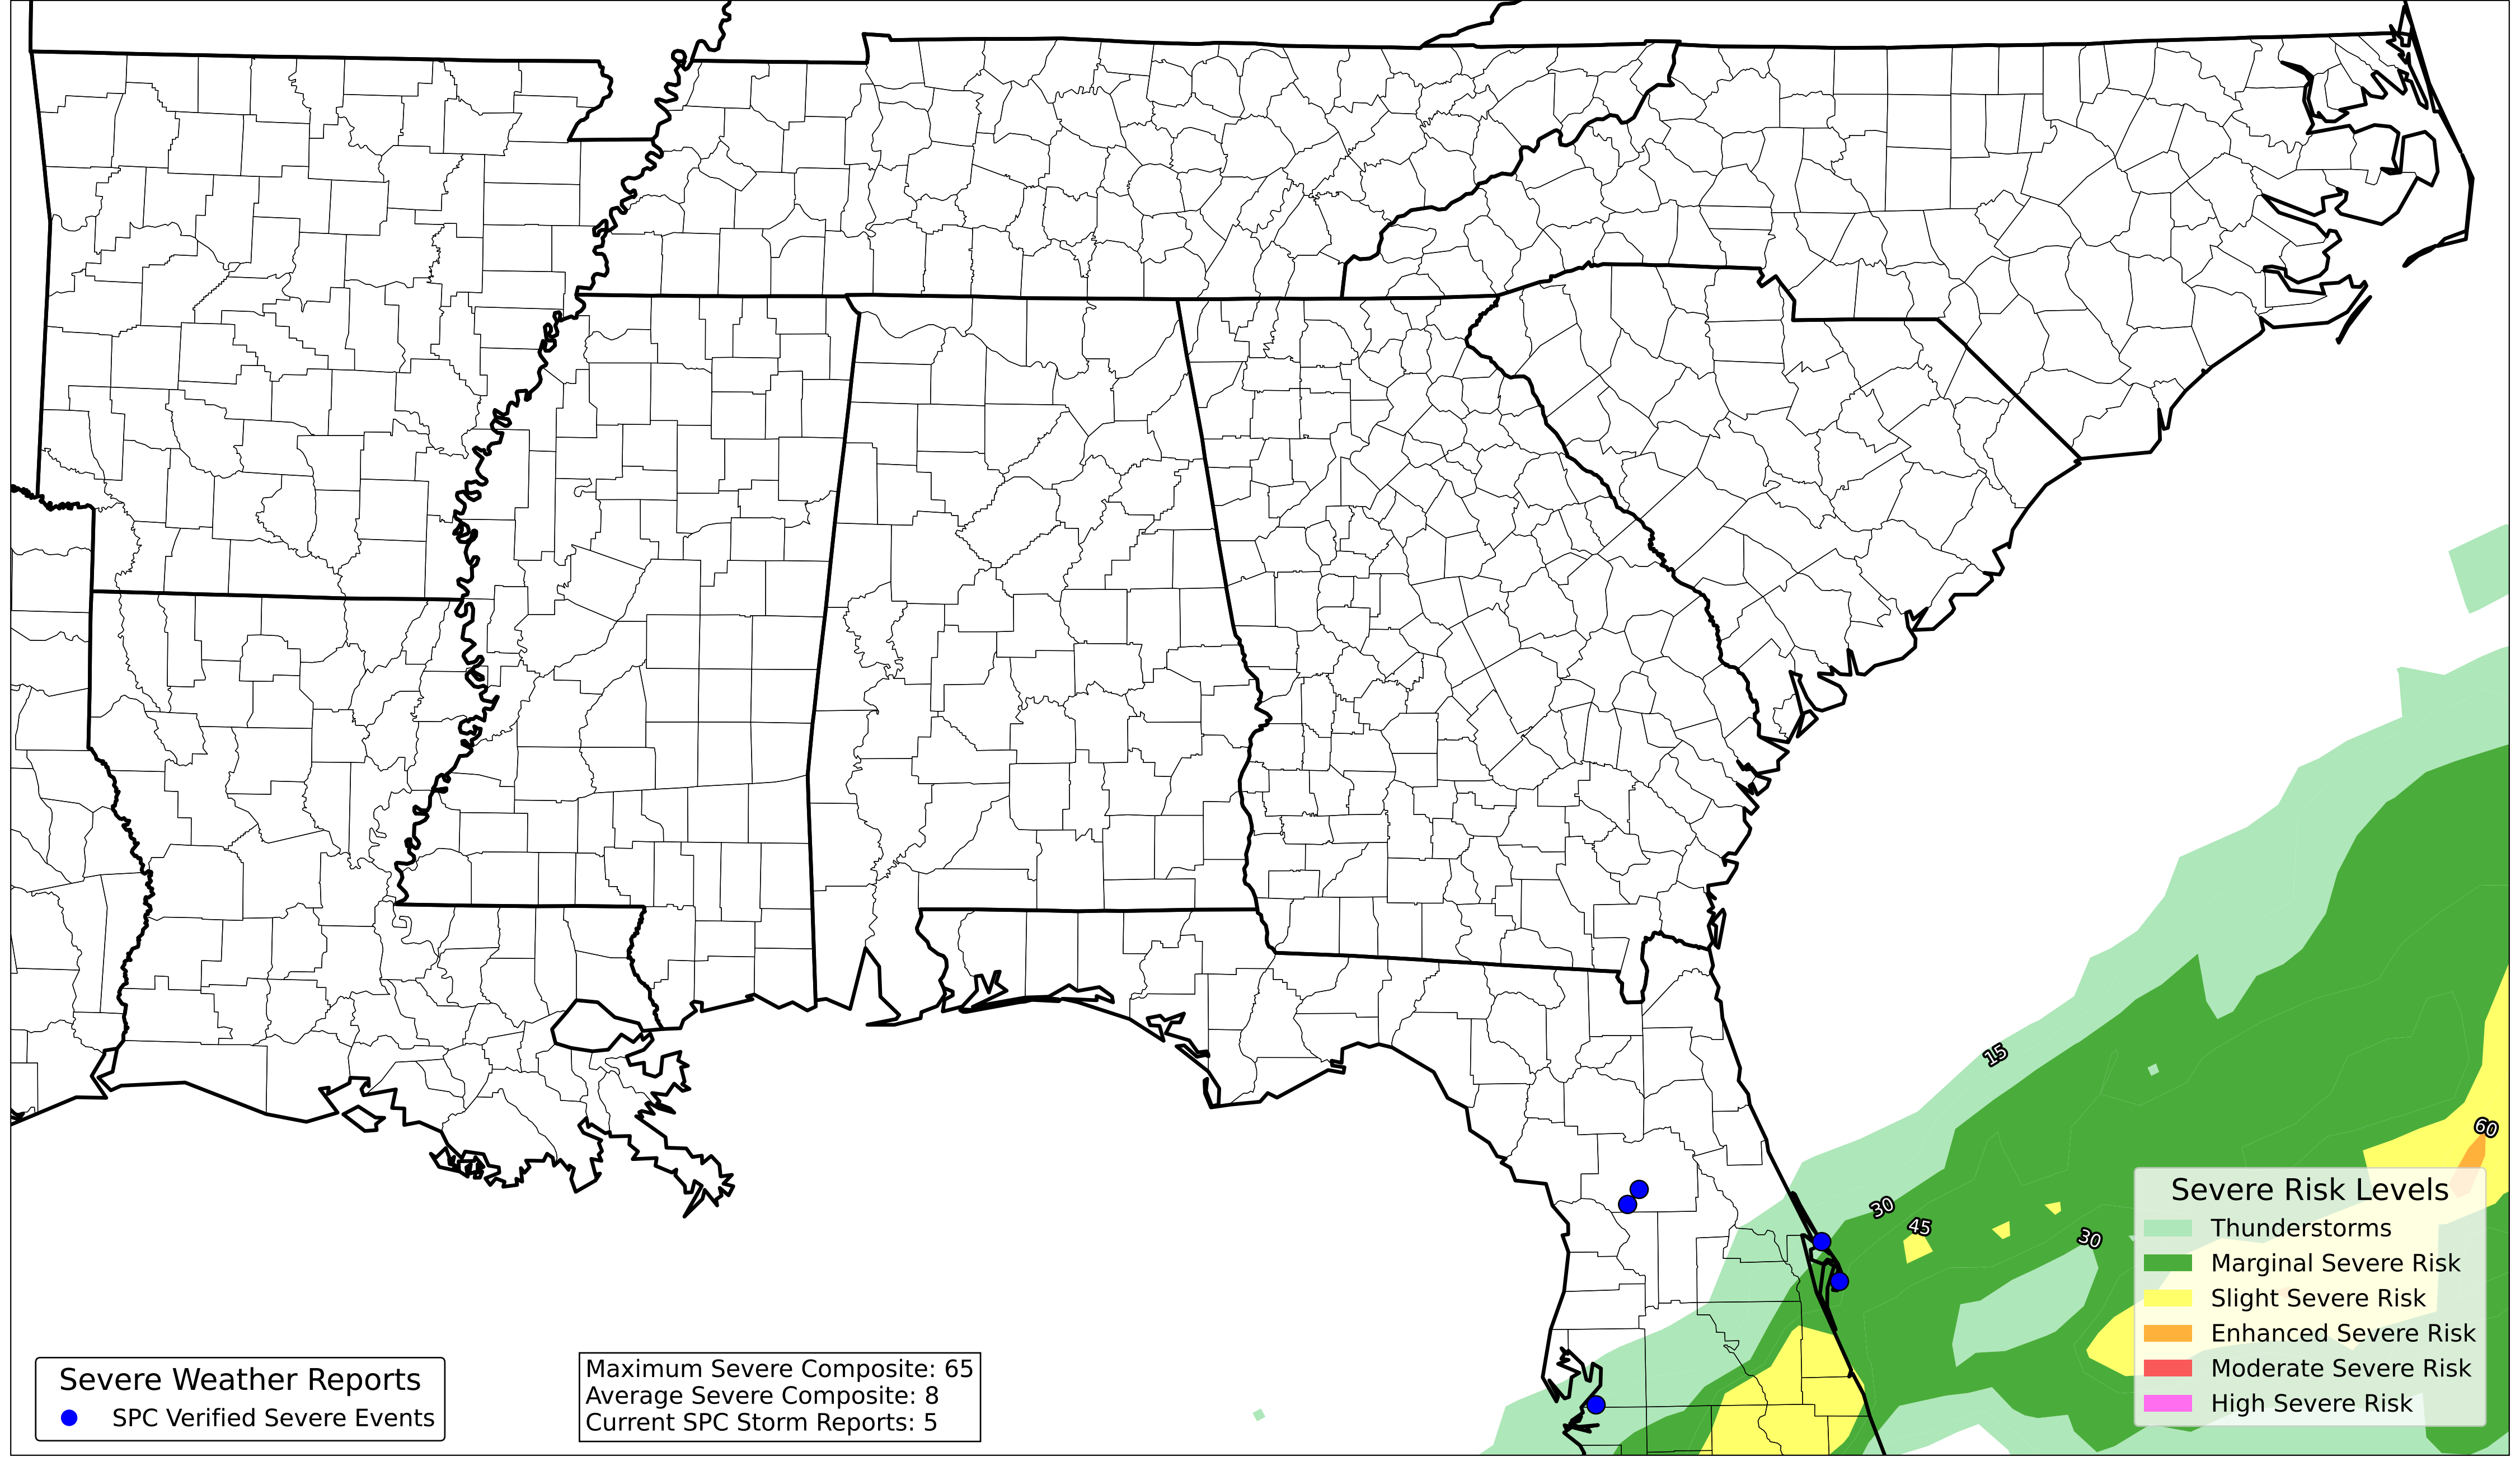 15
60
30
45
30
Severe Risk Levels
Thunderstorms
Marginal Severe Risk
Slight Severe Risk
Enhanced Severe Risk
Moderate Severe Risk
High Severe Risk
Severe Weather Reports
SPC Verified Severe Events
Maximum Severe Composite: 65
Average Severe Composite: 8
Current SPC Storm Reports: 5